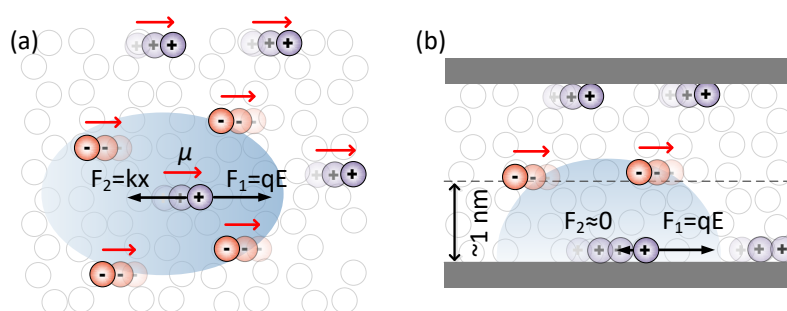 (a)
μ
F₂=kx
F₁=qE
(b)
~1 nm
F₂≈0
F₁=qE